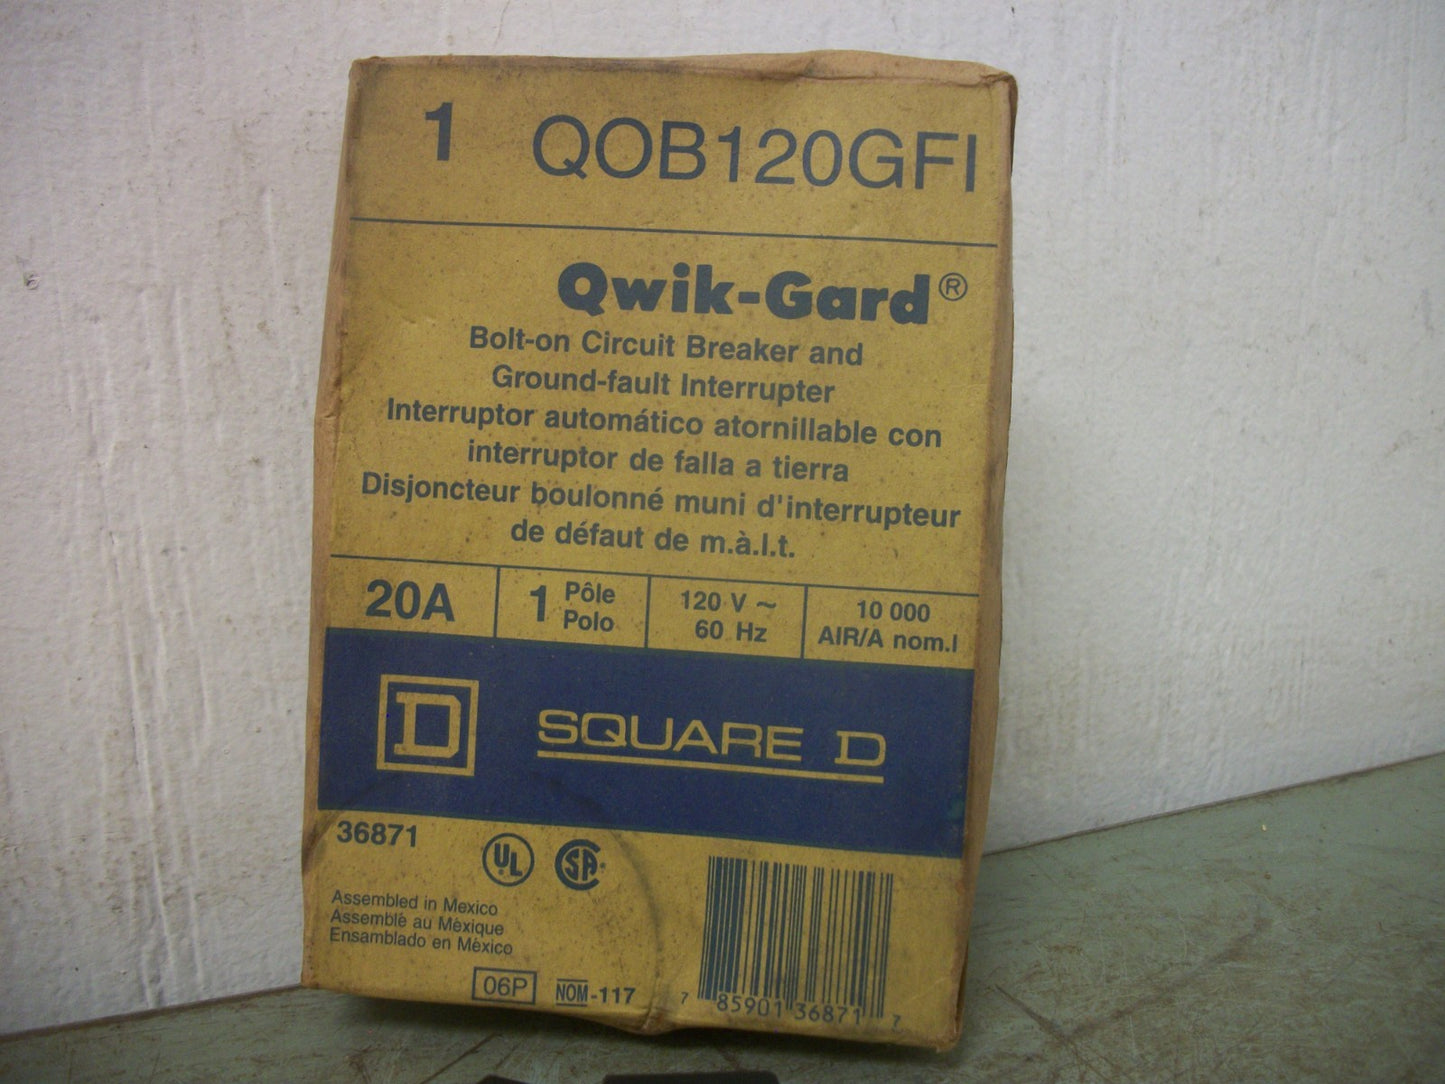 1 QOB120GFI
Qwik-Gard®
Bolt-on Circuit Breaker and
Ground-fault Interrupter
Interruptor automático atornillable con
interruptor de falla a tierra
Disjoncteur boulonné muni d'interrupteur
de défaut de m.à.l.t.
20A
1 Pôle
Polo
120 V ~
60 Hz
10 000
AIR/A nom.I
D SQUARE D
36871
UL
SA
Assembled in Mexico
Assemblé au Mexique
Ensamblado en México
06P NOM-117
7 85901 36871 7